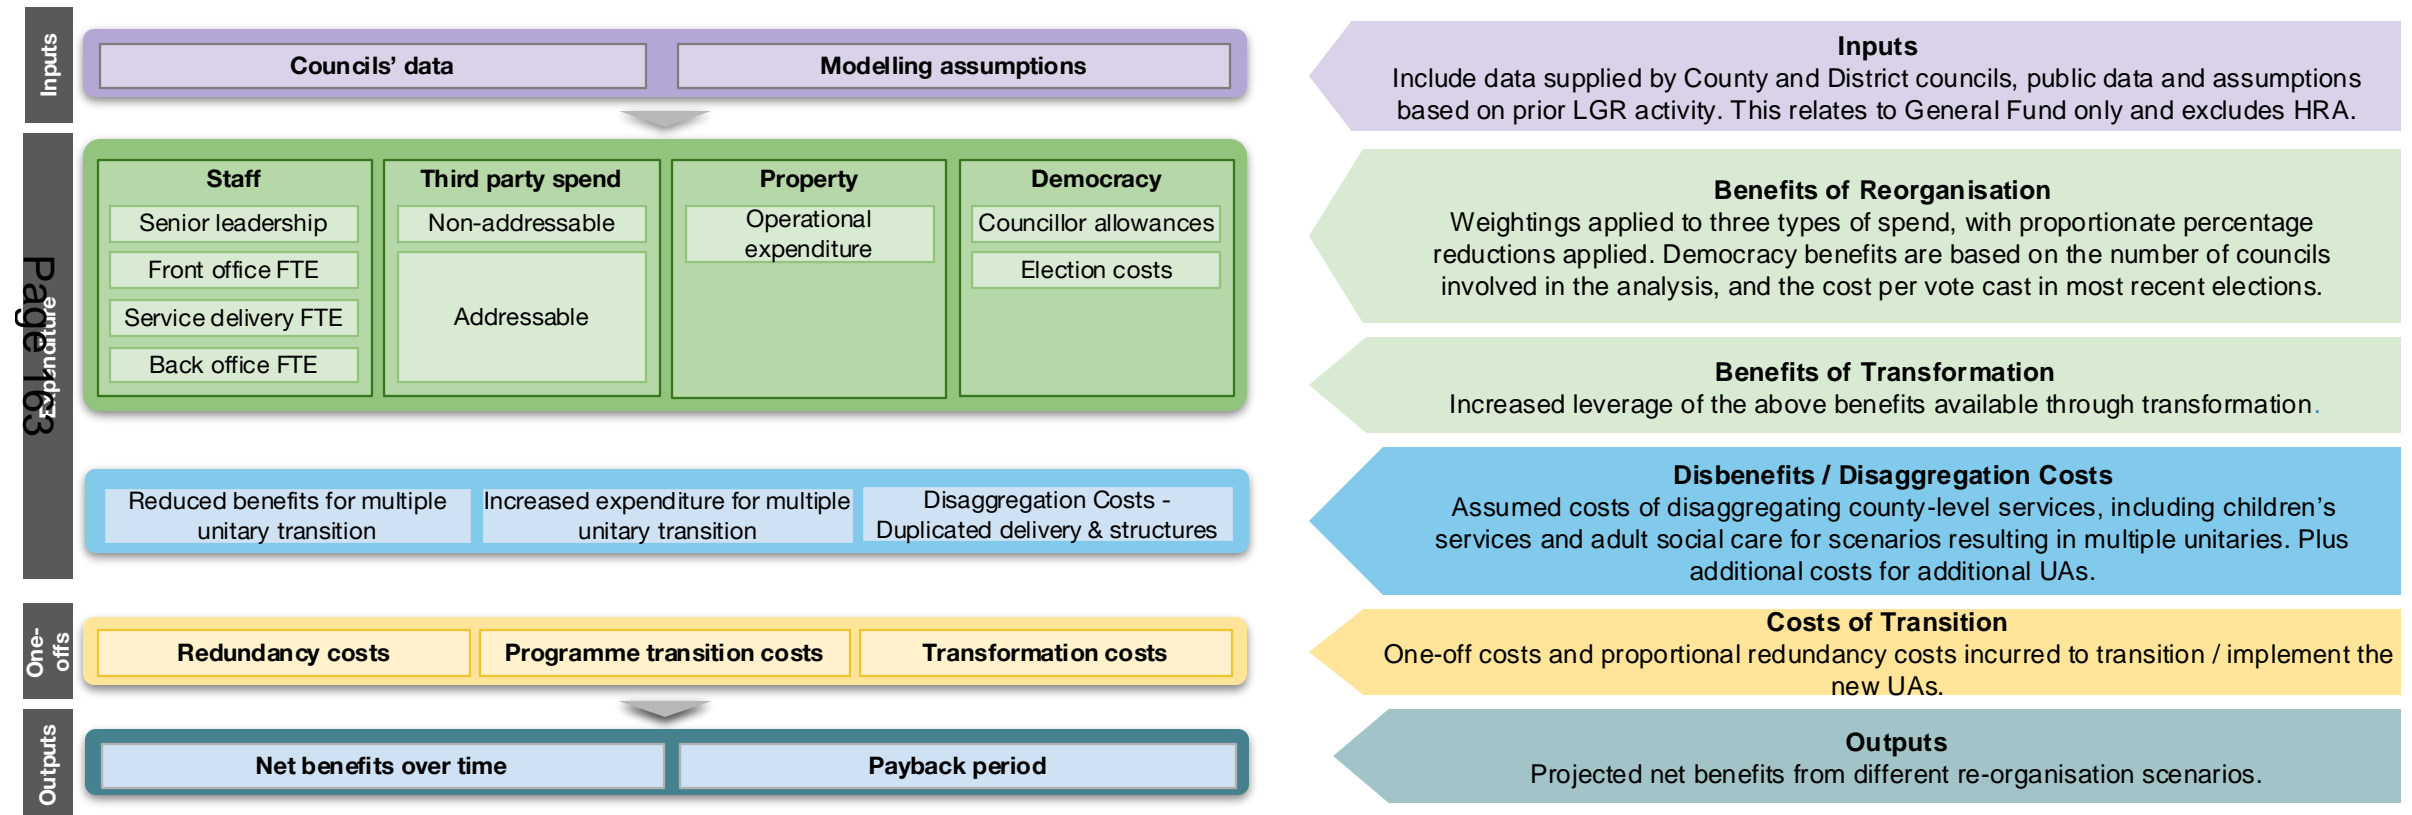 Inputs
Councils’ data
Modelling assumptions
Inputs
Include data supplied by County and District councils, public data and assumptions
based on prior LGR activity. This relates to General Fund only and excludes HRA.
Expenditure
Page 163
Staff
Senior leadership
Front office FTE
Service delivery FTE
Back office FTE
Third party spend
Non-addressable
Addressable
Property
Operational
expenditure
Democracy
Councillor allowances
Election costs
Benefits of Reorganisation
Weightings applied to three types of spend, with proportionate percentage
reductions applied. Democracy benefits are based on the number of councils
involved in the analysis, and the cost per vote cast in most recent elections.
Benefits of Transformation
Increased leverage of the above benefits available through transformation.
Reduced benefits for multiple
unitary transition
Increased expenditure for multiple
unitary transition
Disaggregation Costs -
Duplicated delivery & structures
Disbenefits / Disaggregation Costs
Assumed costs of disaggregating county-level services, including children’s
services and adult social care for scenarios resulting in multiple unitaries. Plus
additional costs for additional UAs.
One-
offs
Redundancy costs
Programme transition costs
Transformation costs
Costs of Transition
One-off costs and proportional redundancy costs incurred to transition / implement the
new UAs.
Outputs
Net benefits over time
Payback period
Outputs
Projected net benefits from different re-organisation scenarios.